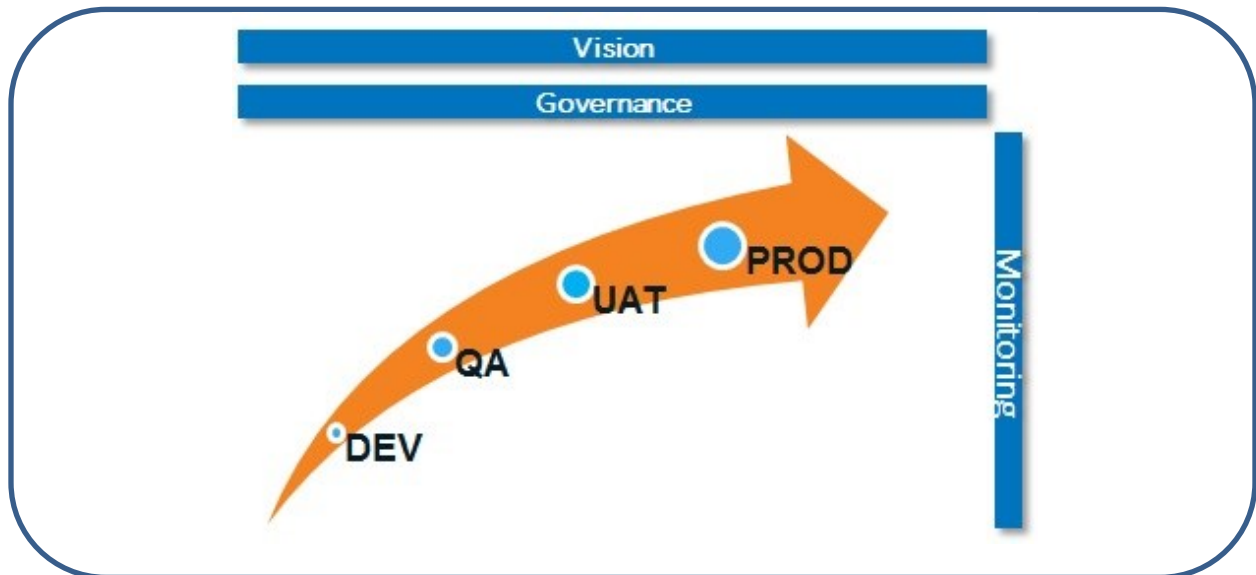 Vision
Governance
PROD
UAT
QA
DEV
Monitoring